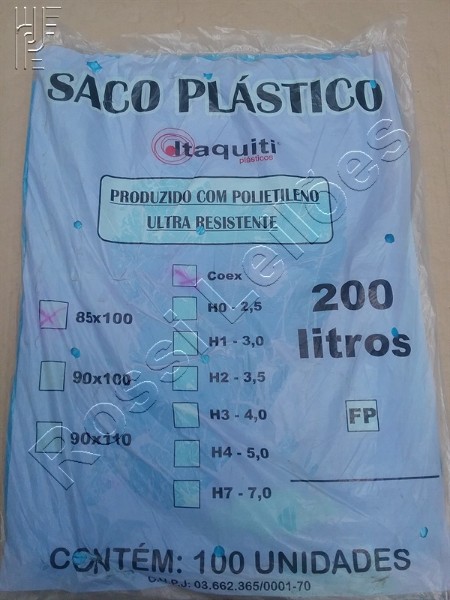 SACO PLÁSTICO
Itaquiti
plásticos
PRODUZIDO COM POLIETILENO
ULTRA RESISTENTE
Coex
85x100
H0 - 2,5
200
H1 - 3,0
litros
90x100
H2 - 3,5
H3 - 4,0
FP
90x110
H4 - 5,0
H7 - 7,0
CONTÉM: 100 UNIDADES
03.662.365/0001-70
Rossi Leilões